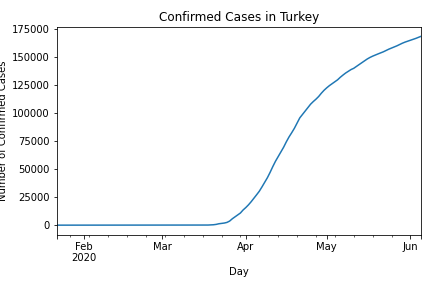 Confirmed Cases in Turkey
Number of Confirmed Cases
175000
150000
125000
100000
75000
50000
25000
0
Feb
2020
Mar
Apr
May
Jun
Day